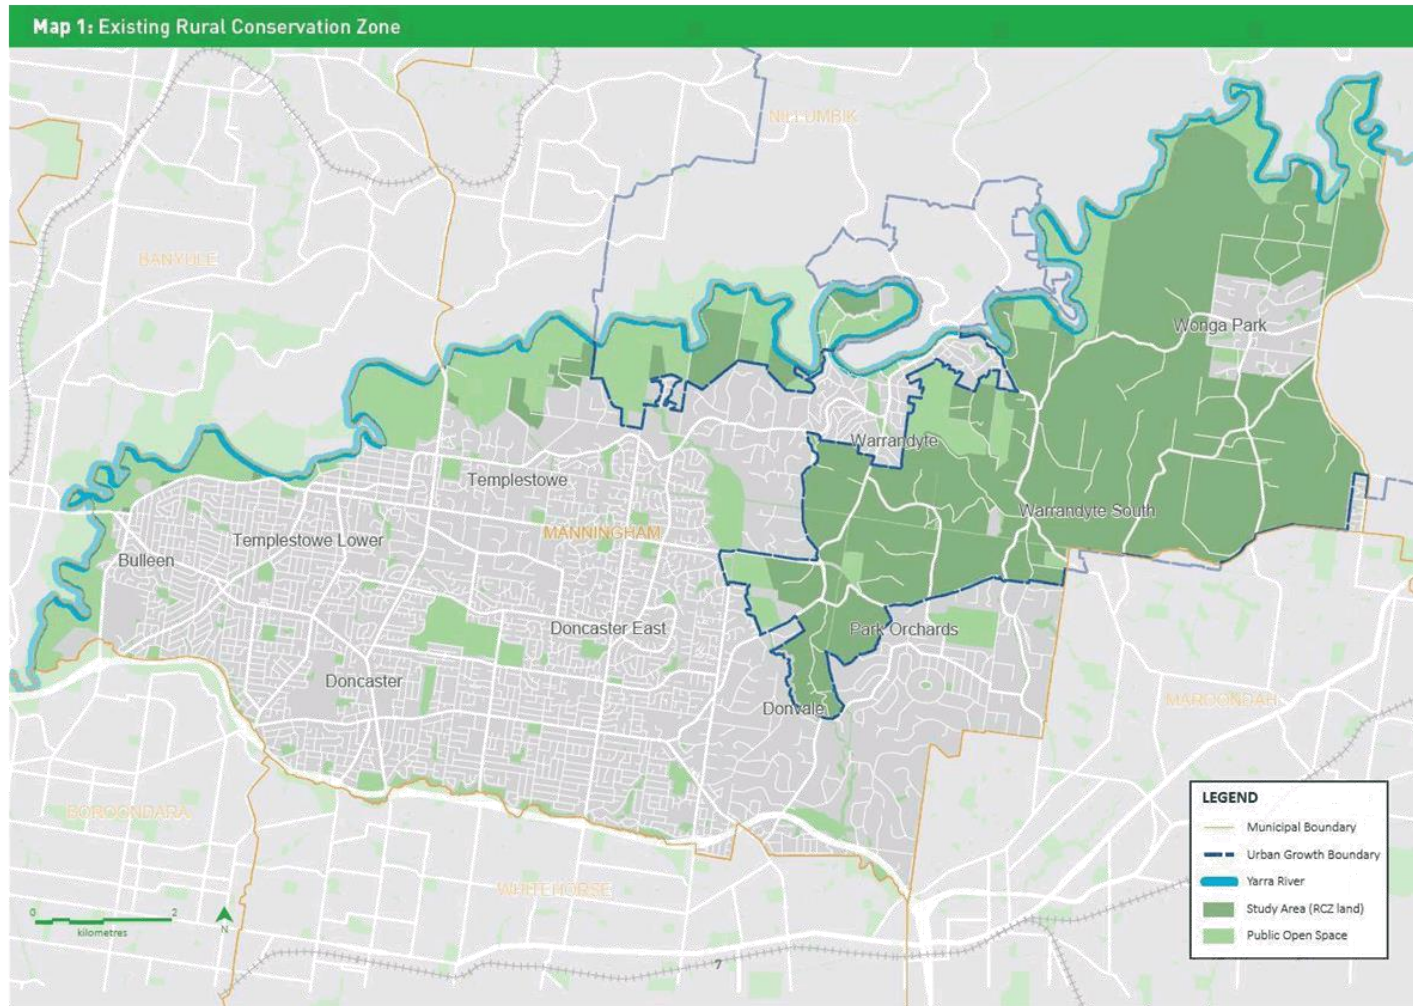 Map 1: Existing Rural Conservation Zone
NILLUMBIK
BANYULE
Wonga Park
Warrandyte
Templestowe
Warrandyte South
MANNINGHAM
Templestowe Lower
Bulleen
Doncaster East
Park Orchards
Doncaster
Donvale
MAROONDAH
BOROONDARA
WHITEHORSE
LEGEND
Municipal Boundary
Urban Growth Boundary
Yarra River
Study Area (RCZ land)
Public Open Space
0 2
kilometres
N
7